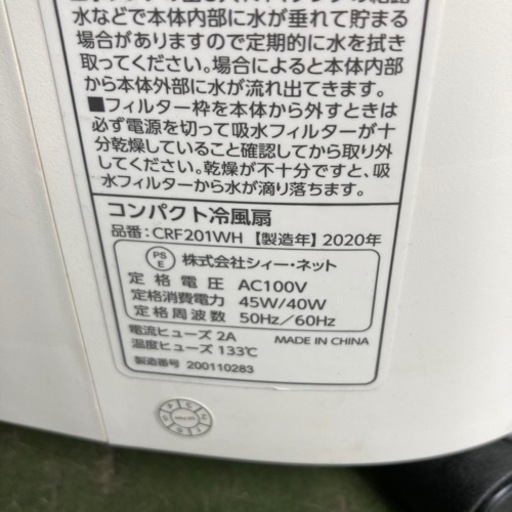 水などで本体内部に水が垂れて貯まる
場合がありますので定期的に水を拭き
取ってください。場合によると本体内部
から本体外部に水が流れ出てきます。
■フィルター枠を本体から外すときは
必ず電源を切って吸水フィルターが十
分乾燥していること確認してから取り外
してください。乾燥が不十分ですと、吸
水フィルターから水が滴り落ちます。
コンパクト冷風扇
品番:CRF201WH 【製造年】2020年
PS
E 株式会社シィー・ネット
定格電圧 AC100V
定格消費電力 45W/40W
定格周波数 50Hz/60Hz
電流ヒューズ 2A
温度ヒューズ 133℃ MADE IN CHINA
製造番号 200110283